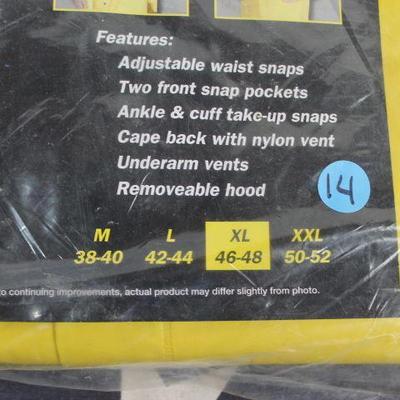 Features:
Adjustable waist snaps
Two front snap pockets
Ankle & cuff take-up snaps
Cape back with nylon vent
Underarm vents
Removeable hood
14
M L XL XXL
38-40 42-44 46-48 50-52
to continuing improvements, actual product may differ slightly from photo.